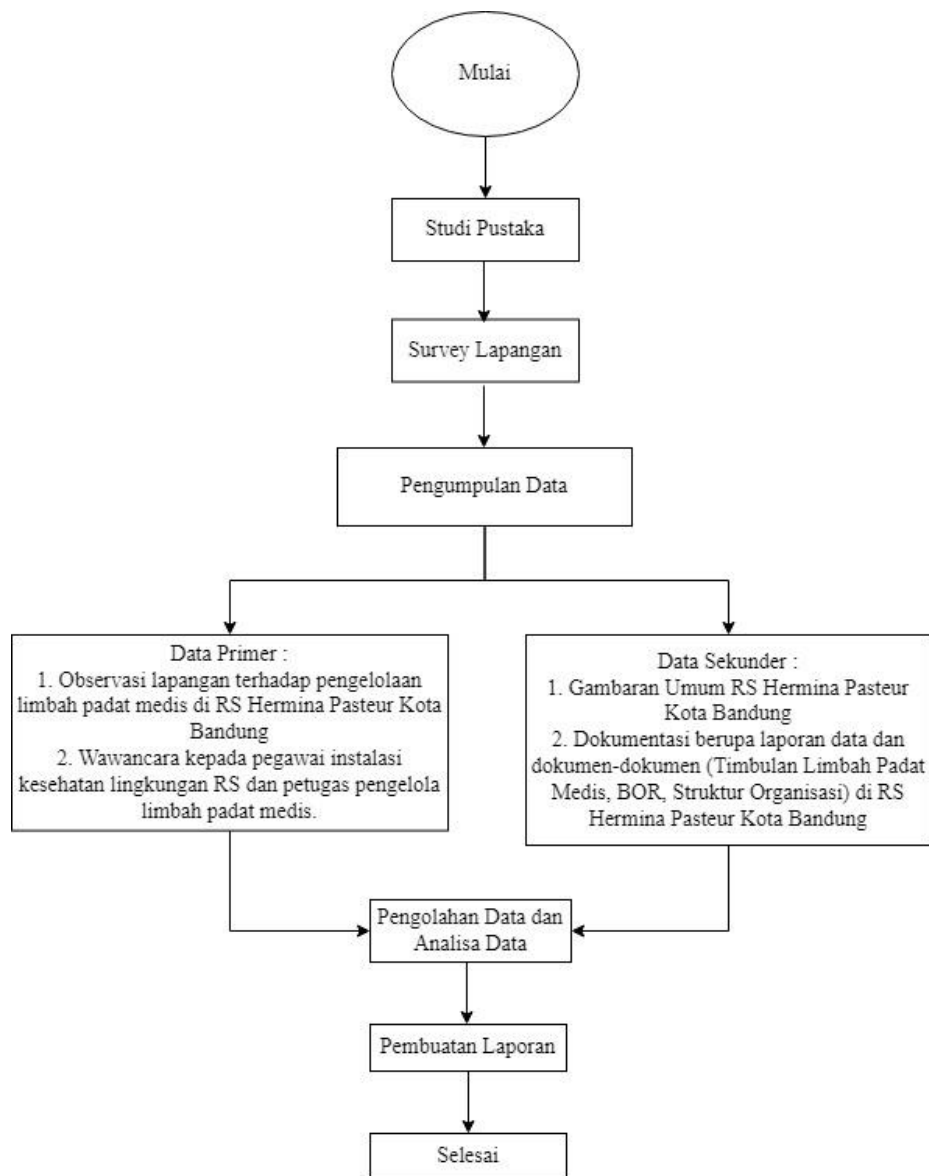 Mulai
Studi Pustaka
Survey Lapangan
Pengumpulan Data
Data Primer :
1. Observasi lapangan terhadap pengelolaan
limbah padat medis di RS Hermina Pasteur Kota
Bandung
2. Wawancara kepada pegawai instalasi
kesehatan lingkungan RS dan petugas pengelola
limbah padat medis.
Data Sekunder :
1. Gambaran Umum RS Hermina Pasteur
Kota Bandung
2. Dokumentasi berupa laporan data dan
dokumen-dokumen (Timbulan Limbah Padat
Medis, BOR, Struktur Organisasi) di RS
Hermina Pasteur Kota Bandung
Pengolahan Data dan
Analisa Data
Pembuatan Laporan
Selesai